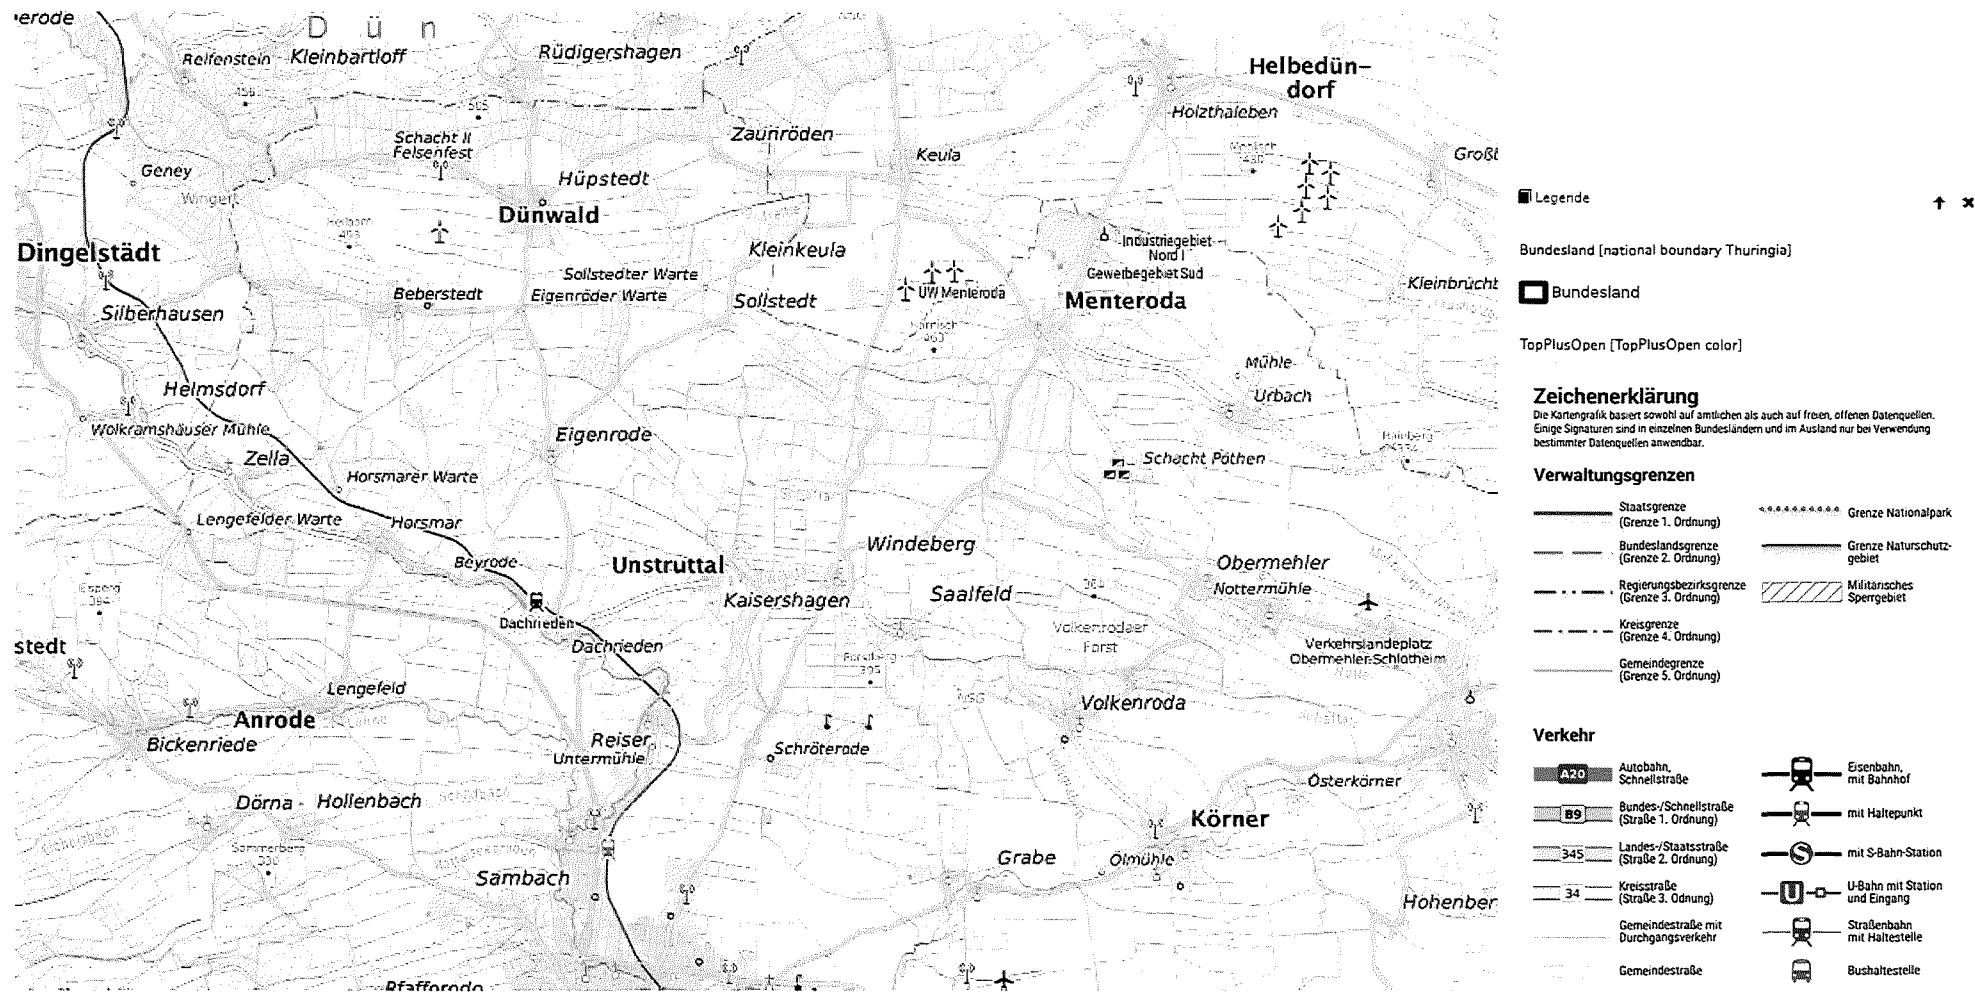 D ü n
Reifenstein
Kleinbartloff
Rüdigershagen
Helbedün-
dorf
Holzthaleben
505
Schacht II
Felsenfest
Zaunröden
Keula
Geney
Wingert
Hüpstedt
Dünwald
Kleinkeula
Industriegebiet
Nord I
Gewerbegebiet Süd
Dingelstädt
Sollstedter Warte
Eigenröder Warte
Beberstedt
Sollstedt
UW Menteroda
Menteroda
Silberhausen
Mühle
Urbach
Helmsdorf
Wolkramshäuser Mühle
Eigenrode
Zella
Horsmarer Warte
Schacht Pöthen
Lengefelder Warte
Horsmar
Beyrode
Unstruttal
Windeberg
Obermehler
Nottermühle
Kaisershagen
Saalfeld
Dachrieden
Dachrieden
Volkenrodaer
Forst
Verkehrslandeplatz
Obermehler-Schlotheim
stedt
Lengefeld
Anrode
Bickenriede
Volkenroda
Reiser
Untermühle
Schröterode
Osterkörner
Dörna
Hollenbach
Körner
Grabe
Ölmühle
Sambach
Legende
Bundesland [national boundary Thuringia]
Bundesland
TopPlusOpen [TopPlusOpen color]
Zeichenerklärung
Die Kartengrafik basiert sowohl auf amtlichen als auch auf freien, offenen Datenquellen.
Einige Signaturen sind in einzelnen Bundesländern und im Ausland nur bei Verwendung
bestimmter Datenquellen anwendbar.
Verwaltungsgrenzen
Staatsgrenze
(Grenze 1. Ordnung)
Grenze Nationalpark
Bundeslandsgrenze
(Grenze 2. Ordnung)
Grenze Naturschutz-
gebiet
Regierungsbezirksgrenze
(Grenze 3. Ordnung)
Militärisches
Sperrgebiet
Kreisgrenze
(Grenze 4. Ordnung)
Gemeindegrenze
(Grenze 5. Ordnung)
Verkehr
A20
Autobahn,
Schnellstraße
Eisenbahn,
mit Bahnhof
B9
Bundes-/Schnellstraße
(Straße 1. Ordnung)
mit Haltepunkt
345
Landes-/Staatsstraße
(Straße 2. Ordnung)
mit S-Bahn-Station
34
Kreisstraße
(Straße 3. Odnung)
U-Bahn mit Station
und Eingang
Gemeindestraße mit
Durchgangsverkehr
Straßenbahn
mit Haltestelle
Gemeindestraße
Bushaltestelle